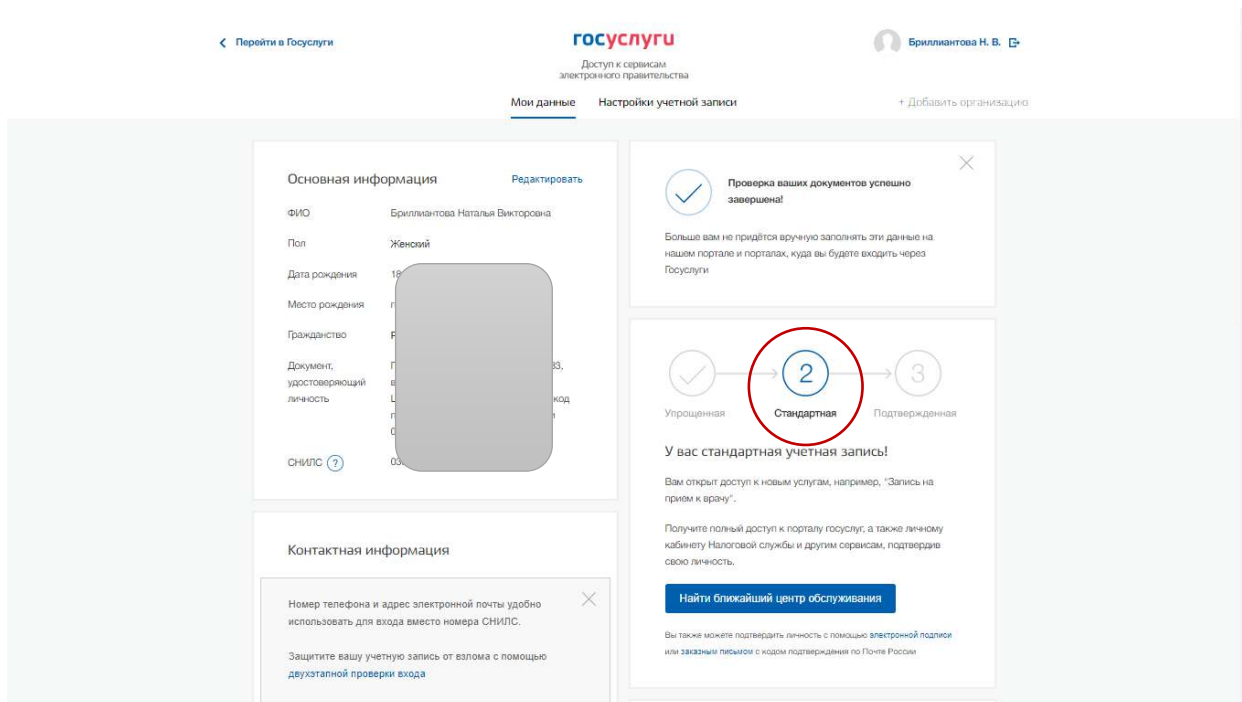 Перейти в Госуслуги
госуслуги
Доступ к сервисам
электронного правительства
Бриллиантова Н. В.
Мои данные
Настройки учетной записи
+ Добавить организацию
Основная информация
Редактировать
ФИО
Бриллиантова Наталья Викторовна
Пол
Женский
Дата рождения
18
Место рождения
Гражданство
Документ,
удостоверяющий
личность
83,
код
СНИЛС ?
03
Контактная информация
Номер телефона и адрес электронной почты удобно
использовать для входа вместо номера СНИЛС.
Защитите вашу учетную запись от взлома с помощью
двухэтапной проверки входа
Проверка ваших документов успешно
завершена!
Больше вам не придётся вручную заполнять эти данные на
нашем портале и порталах, куда вы будете входить через
Госуслуги
2
3
Упрощенная
Стандартная
Подтвержденная
У вас стандартная учетная запись!
Вам открыт доступ к новым услугам, например, "Запись на
прием к врачу".
Получите полный доступ к порталу госуслуг, а также личному
кабинету Налоговой службы и другим сервисам, подтвердив
свою личность.
Найти ближайший центр обслуживания
Вы также можете подтвердить личность с помощью электронной подписи
или заказным письмом с кодом подтверждения по Почте России